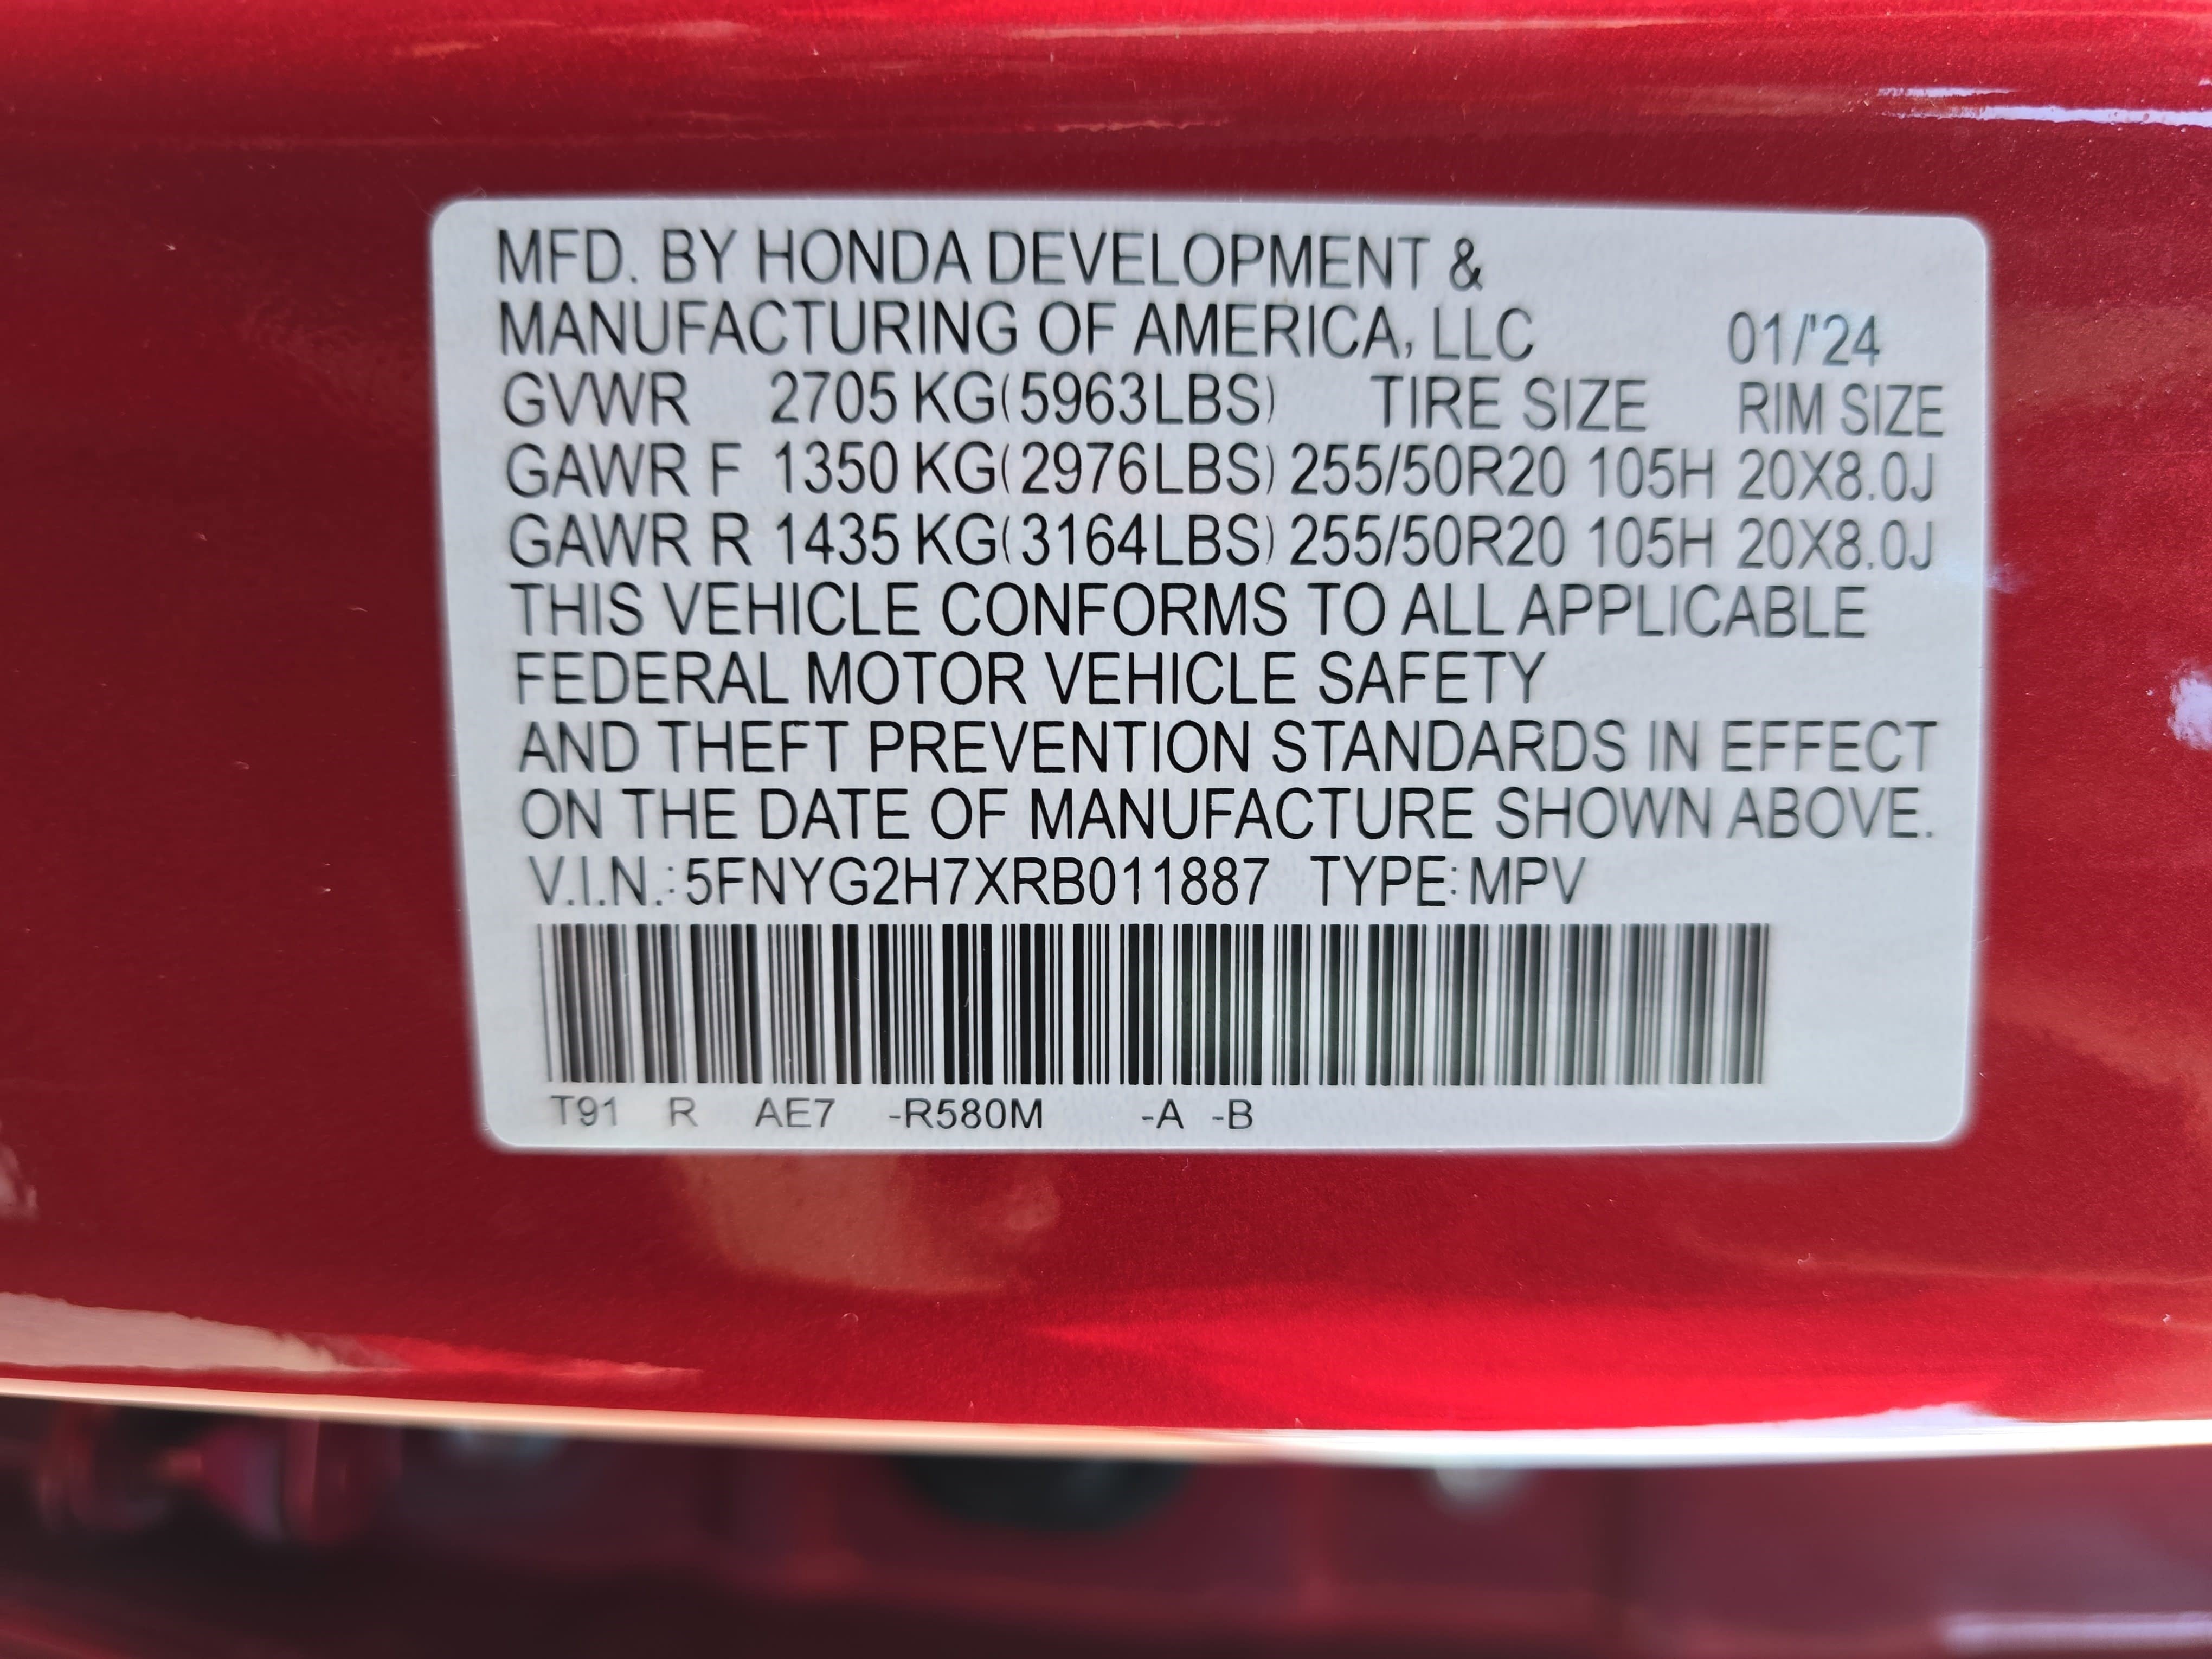 MFD. BY HONDA DEVELOPMENT &
MANUFACTURING OF AMERICA, LLC 01/'24
GVWR 2705 KG(5963LBS) TIRE SIZE RIM SIZE
GAWR F 1350 KG(2976LBS) 255/50R20 105H 20X8.0J
GAWR R 1435 KG(3164LBS) 255/50R20 105H 20X8.0J
THIS VEHICLE CONFORMS TO ALL APPLICABLE
FEDERAL MOTOR VEHICLE SAFETY
AND THEFT PREVENTION STANDARDS IN EFFECT
ON THE DATE OF MANUFACTURE SHOWN ABOVE.
V.I.N.: 5FNYG2H7XRB011887 TYPE: MPV
T91 R AE7 -R580M -A -B